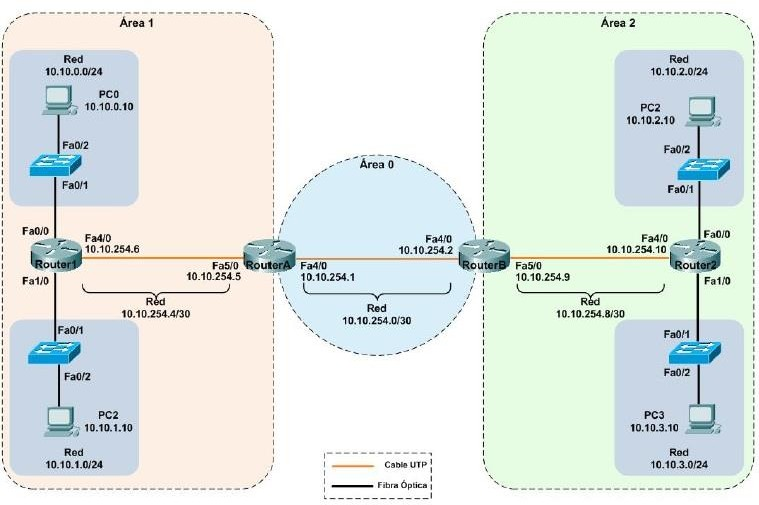 Área 1
Red
10.10.0.0/24
PC0
10.10.0.10
Fa0/2
Fa0/1
Fa0/0
Fa4/0
10.10.254.6
Router1
Fa1/0
Fa5/0
10.10.254.5
RouterA
Red
10.10.254.4/30
Fa0/1
Fa0/2
PC2
10.10.1.10
Red
10.10.1.0/24
Área 0
Fa4/0
10.10.254.1
Fa4/0
10.10.254.2
RouterB
Red
10.10.254.0/30
Área 2
Red
10.10.2.0/24
PC2
10.10.2.10
Fa0/2
Fa0/1
Fa0/0
Fa4/0
10.10.254.10
Router2
Fa1/0
Fa5/0
10.10.254.9
Red
10.10.254.8/30
Fa0/1
Fa0/2
PC3
10.10.3.10
Red
10.10.3.0/24
Cable UTP
Fibra Óptica